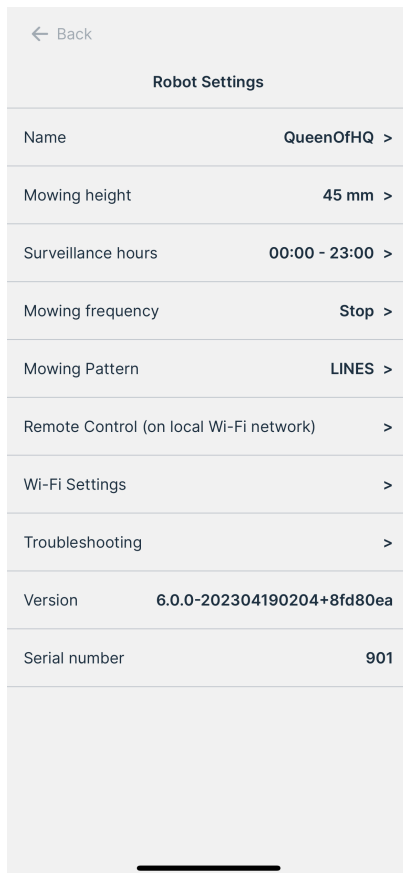 ← Back
Robot Settings
Name QueenOfHQ >
Mowing height 45 mm >
Surveillance hours 00:00 - 23:00 >
Mowing frequency Stop >
Mowing Pattern LINES >
Remote Control (on local Wi-Fi network) >
Wi-Fi Settings >
Troubleshooting >
Version 6.0.0-202304190204+8fd80ea
Serial number 901